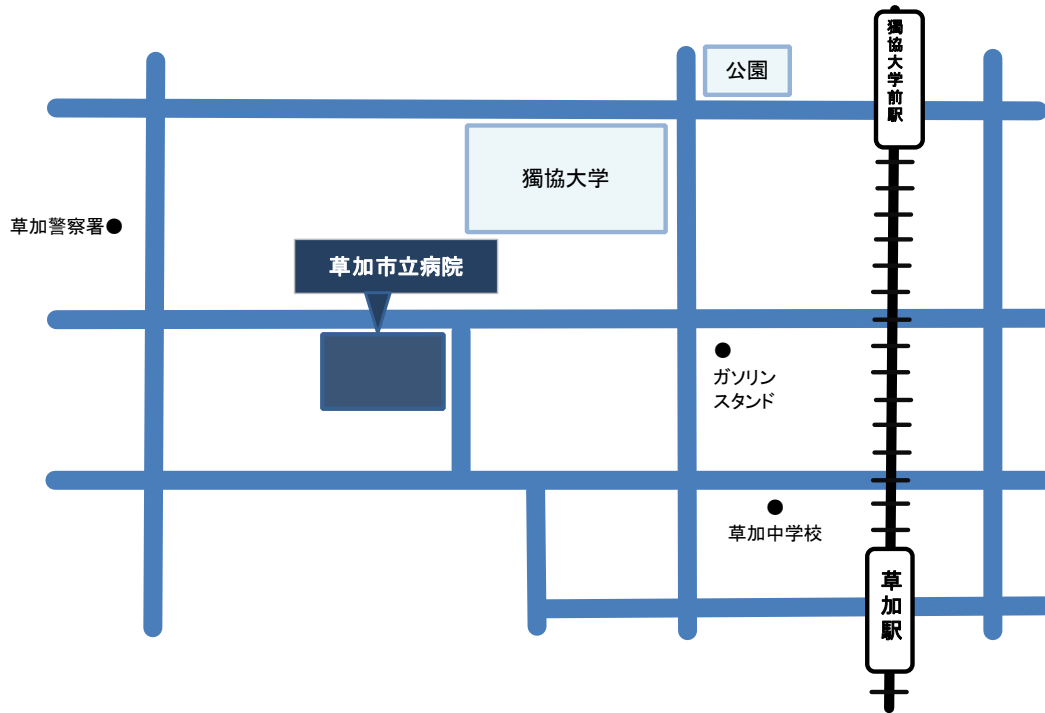 獨協大学前駅
公園
獨協大学
草加警察署
草加市立病院
ガソリン
スタンド
草加中学校
草加駅